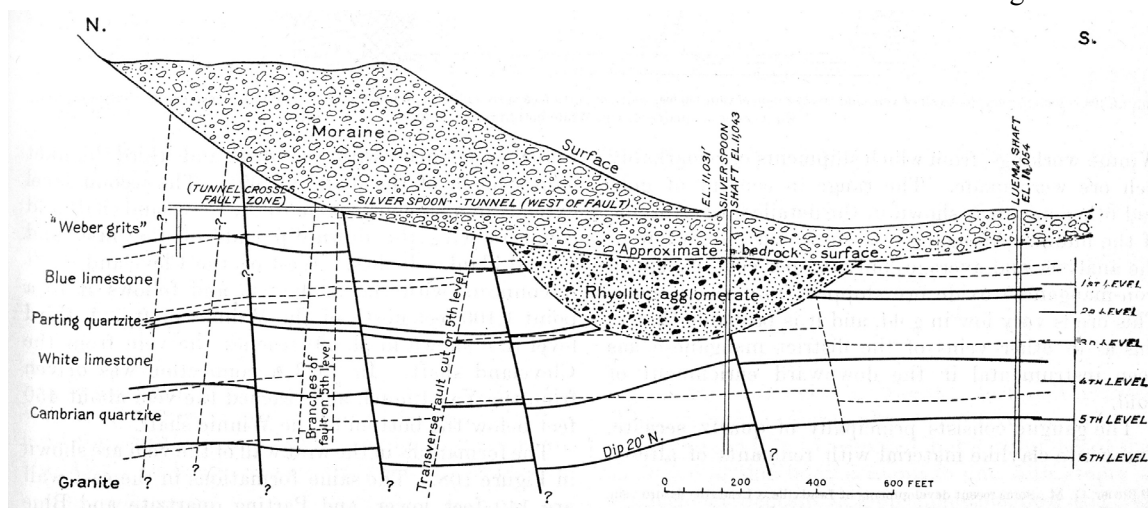 N.
S.
Moraine
Surface
EL. 11,031'
SILVER SPOON
SHAFT EL. 11,043
LUEMA SHAFT
(TUNNEL CROSSES
FAULT ZONE)
SILVER SPOON - TUNNEL (WEST OF FAULT)
"Weber grits"
Approximate bedrock surface
Rhyolitic agglomerate
Blue limestone
Parting quartzite
White limestone
Cambrian quartzite
Granite
1ST LEVEL
2D LEVEL
3D LEVEL
4TH LEVEL
5TH LEVEL
6TH LEVEL
Branches of
fault on 5th level
Transverse fault cut on 5th level
Dip 20° N.
?
?
?
?
?
?
?
?
?
0 200 400 600 FEET